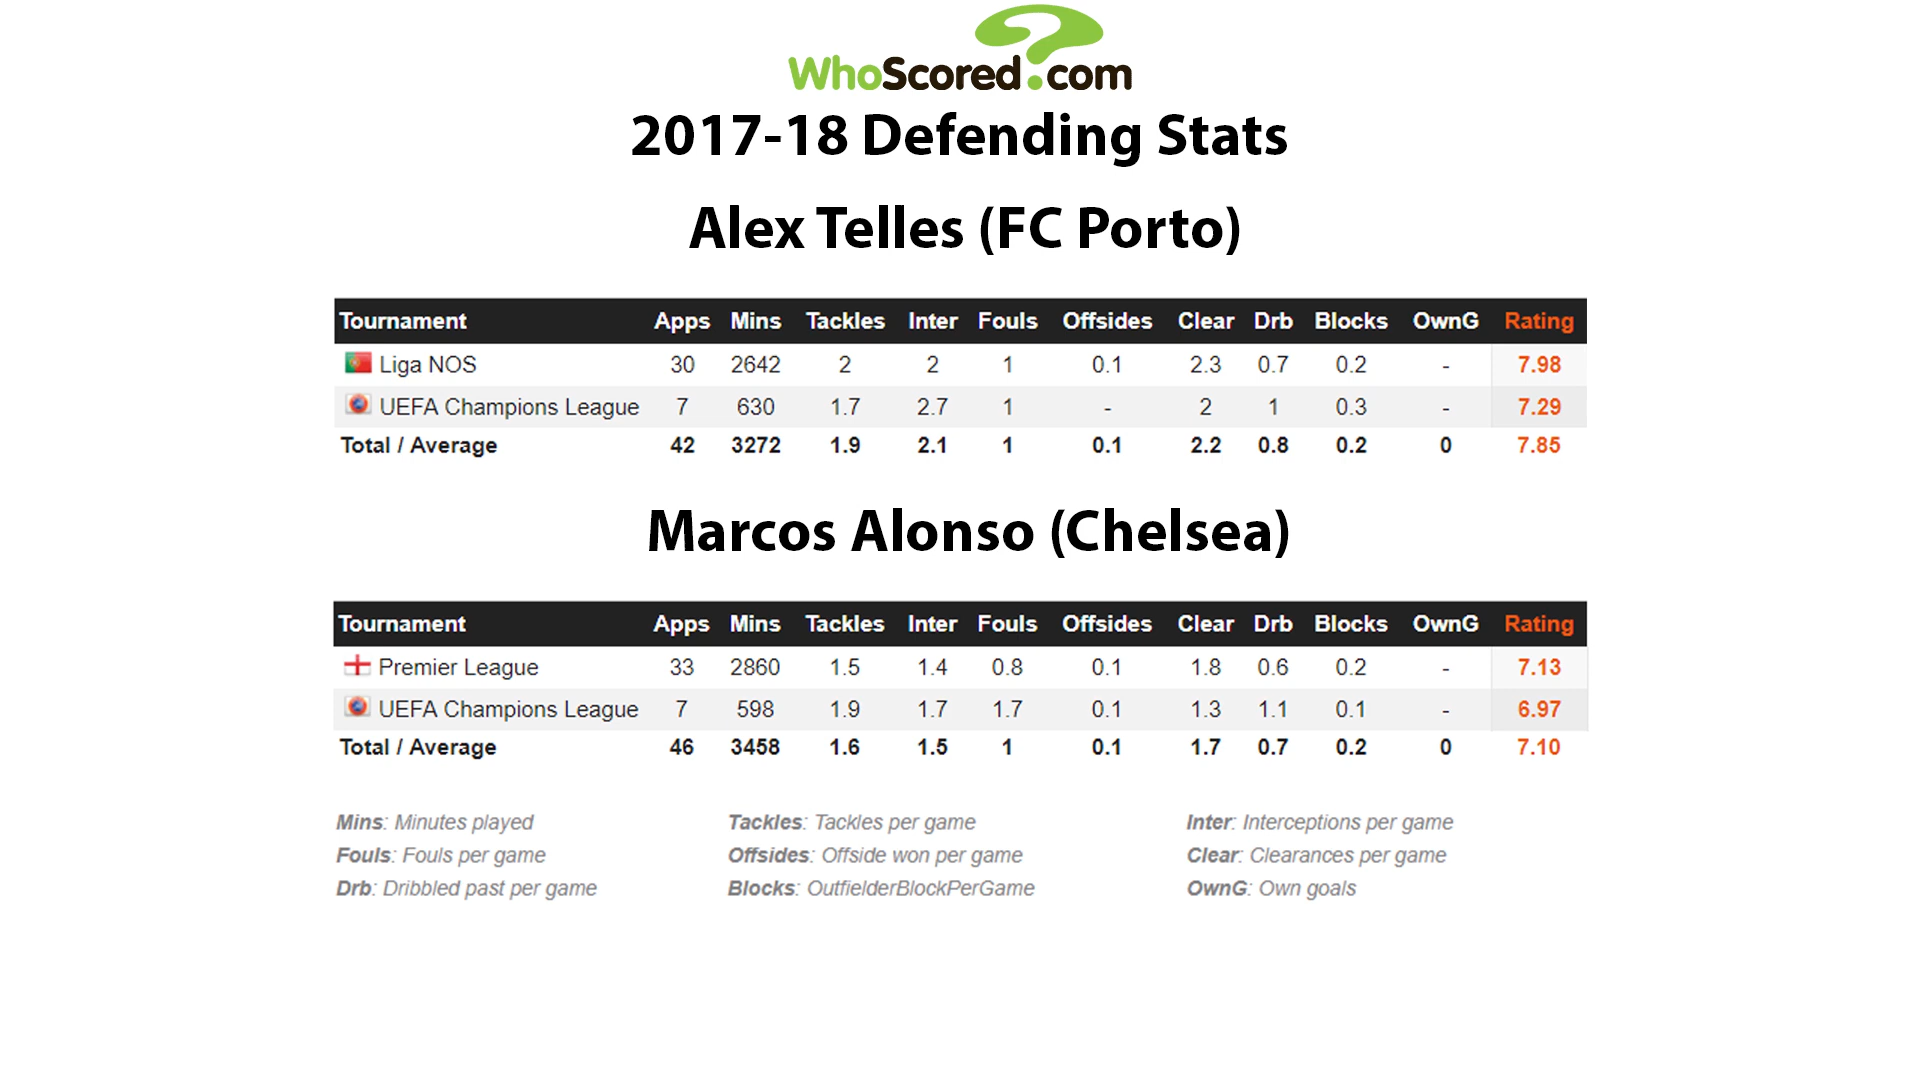 WhoScored?com
2017-18 Defending Stats
Alex Telles (FC Porto)
Tournament Apps Mins Tackles Inter Fouls Offsides Clear Drb Blocks OwnG Rating
Liga NOS 30 2642 2 2 1 0.1 2.3 0.7 0.2 - 7.98
UEFA Champions League 7 630 1.7 2.7 1 - 2 1 0.3 - 7.29
Total / Average 42 3272 1.9 2.1 1 0.1 2.2 0.8 0.2 0 7.85
Marcos Alonso (Chelsea)
Tournament Apps Mins Tackles Inter Fouls Offsides Clear Drb Blocks OwnG Rating
Premier League 33 2860 1.5 1.4 0.8 0.1 1.8 0.6 0.2 - 7.13
UEFA Champions League 7 598 1.9 1.7 1.7 0.1 1.3 1.1 0.1 - 6.97
Total / Average 46 3458 1.6 1.5 1 0.1 1.7 0.7 0.2 0 7.10
Mins: Minutes played Tackles: Tackles per game Inter: Interceptions per game
Fouls: Fouls per game Offsides: Offside won per game Clear: Clearances per game
Drb: Dribbled past per game Blocks: OutfielderBlockPerGame OwnG: Own goals